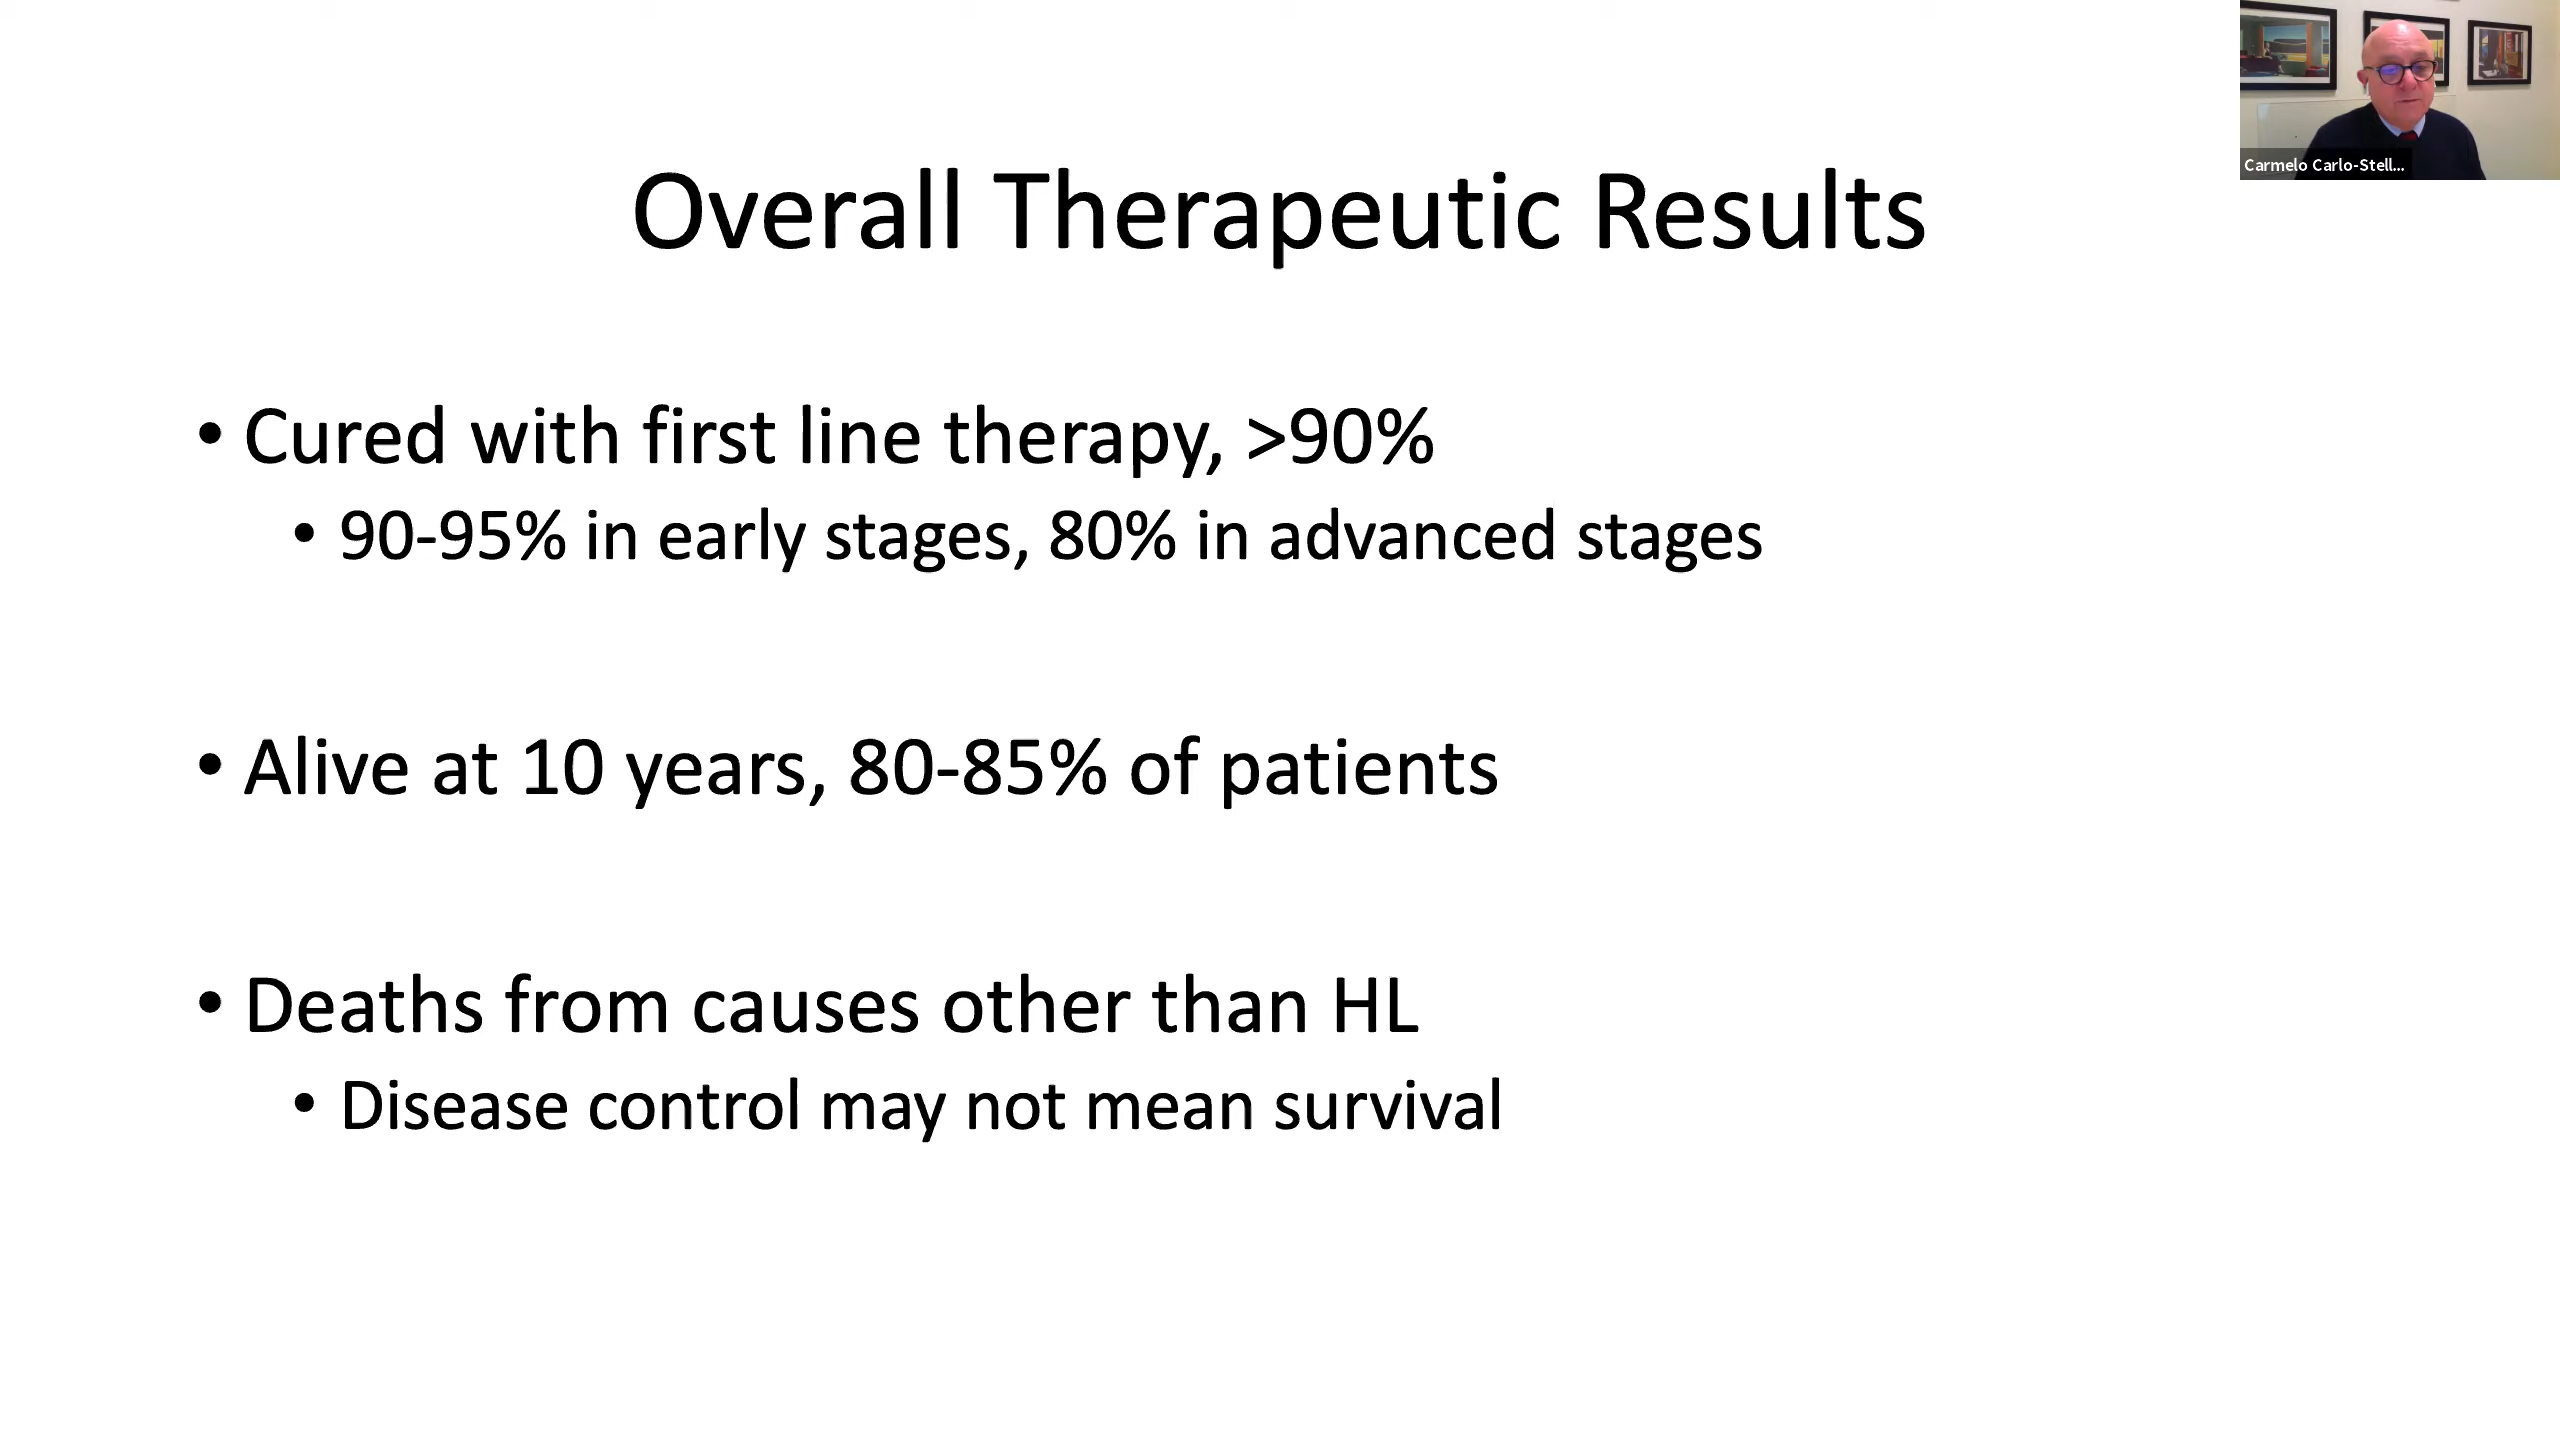 Carmelo Carlo-Stell...
Overall Therapeutic Results
• Cured with first line therapy, >90%
• 90-95% in early stages, 80% in advanced stages
• Alive at 10 years, 80-85% of patients
• Deaths from causes other than HL
• Disease control may not mean survival